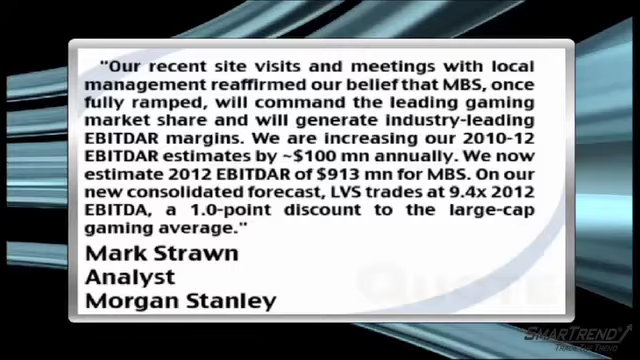 "Our recent site visits and meetings with local
management reaffirmed our belief that MBS, once
fully ramped, will command the leading gaming
market share and will generate industry-leading
EBITDAR margins. We are increasing our 2010-12
EBITDAR estimates by ~$100 mn annually. We now
estimate 2012 EBITDAR of $913 mn for MBS. On our
new consolidated forecast, LVS trades at 9.4x 2012
EBITDA, a 1.0-point discount to the large-cap
gaming average."
Mark Strawn
Analyst
Morgan Stanley
QUOTE
SMARTREND
TRADE THE TREND